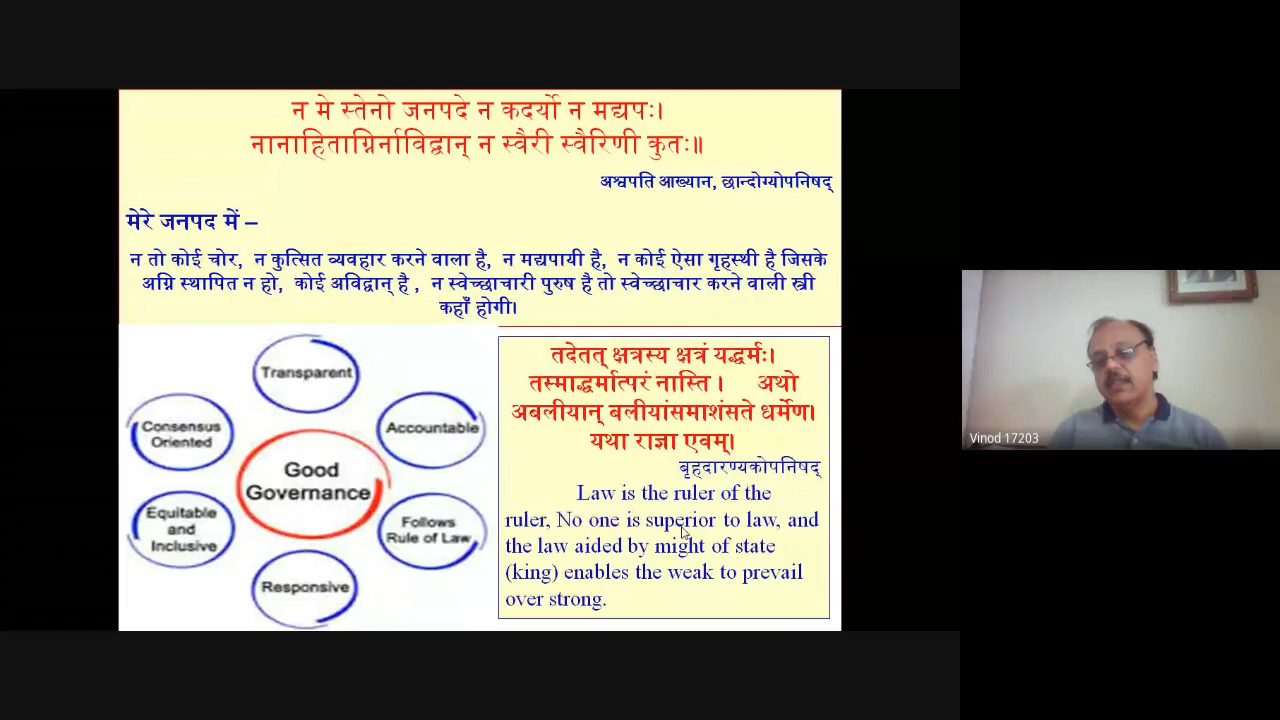 न मे स्तेनो जनपदे न कदर्यो न मद्यपः।
नानाहिताग्निर्नाविद्वान् न स्वैरी स्वैरिणी कुतः॥
अश्वपति आख्यान, छान्दोग्योपनिषद्
मेरे जनपद में –
न तो कोई चोर, न कुत्सित व्यवहार करने वाला है, न मद्यपायी है, न कोई ऐसा गृहस्थी है जिसके
अग्नि स्थापित न हो, कोई अविद्वान् है , न स्वेच्छाचारी पुरुष है तो स्वेच्छाचार करने वाली स्त्री
कहाँ होगी।
Transparent
Consensus
Oriented
Accountable
Good
Governance
Equitable
and
Inclusive
Follows
Rule of Law
Responsive
तदेतत् क्षत्रस्य क्षत्रं यद्धर्मः।
तस्माद्धर्मात्परं नास्ति । अथो
अबलीयान् बलीयांसमाशंसते धर्मेण।
यथा राज्ञा एवम्।
बृहदारण्यकोपनिषद्
Law is the ruler of the
ruler, No one is superior to law, and
the law aided by might of state
(king) enables the weak to prevail
over strong.
Vinod 17203